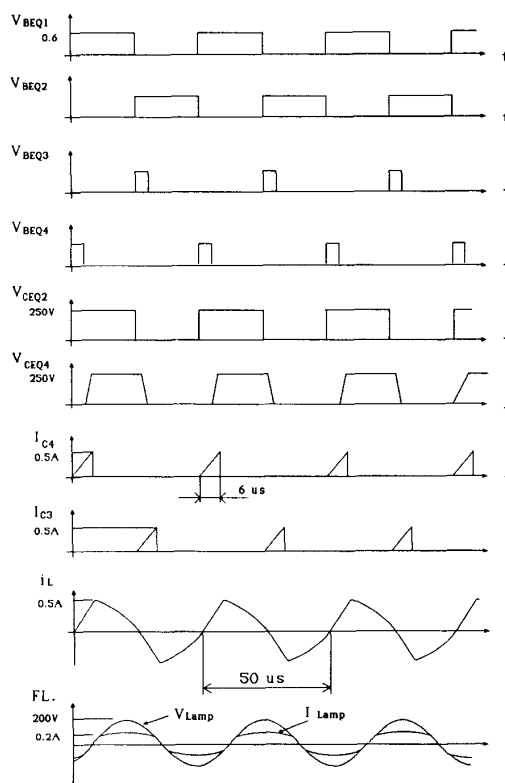 VBEQ1
0.6
t
VBEQ2
t
VBEQ3
VBEQ4
VCEQ2
250V
VCEQ4
250V
IC4
0.5A
6 us
IC3
0.5A
iL
0.5A
50 us
FL.
200V
VLamp
I Lamp
0.2A